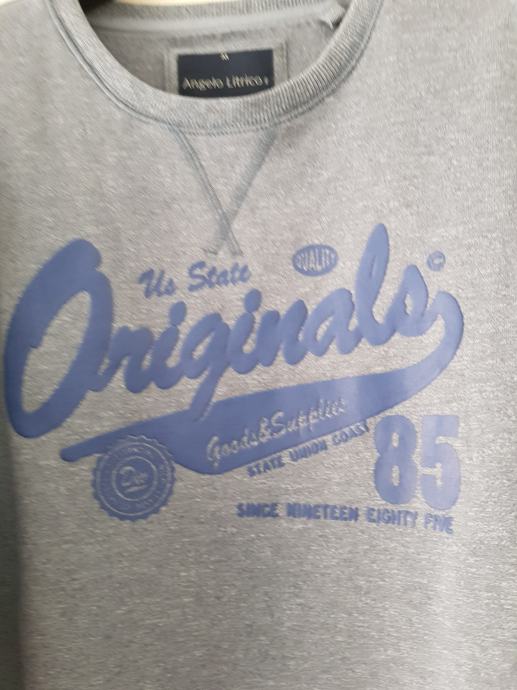 M
Angelo Litrico
Us State
QUALITY
Originals
Goods&Supplies
STATE UNION COAST
85
SINCE NINETEEN EIGHTY FIVE